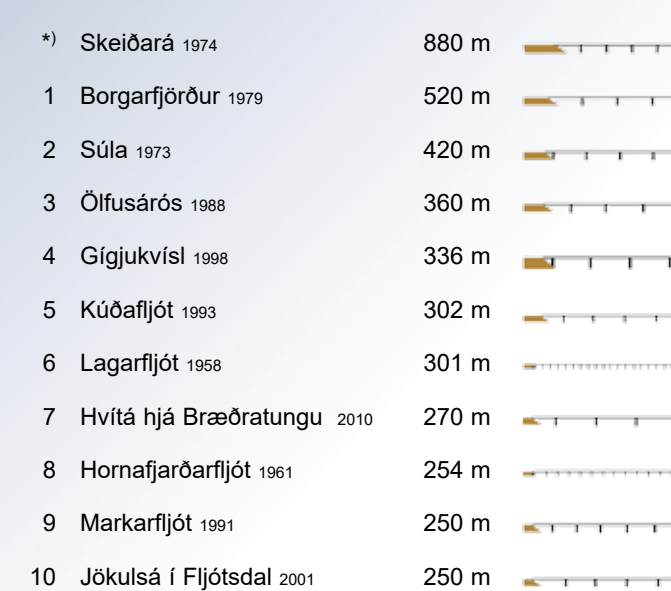 *) Skeiðará 1974 880 m
1 Borgarfjörður 1979 520 m
2 Súla 1973 420 m
3 Ölfusárós 1988 360 m
4 Gígjukvísl 1998 336 m
5 Kúðafljót 1993 302 m
6 Lagarfljót 1958 301 m
7 Hvítá hjá Bræðratungu 2010 270 m
8 Hornafjarðarfljót 1961 254 m
9 Markarfljót 1991 250 m
10 Jökulsá í Fljótsdal 2001 250 m